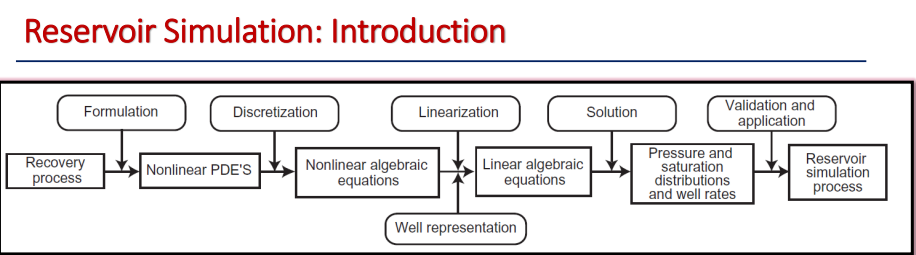 Reservoir Simulation: Introduction
Formulation
Discretization
Linearization
Solution
Validation and
application
Recovery
process
Nonlinear PDE'S
Nonlinear algebraic
equations
Linear algebraic
equations
Pressure and
saturation
distributions
and well rates
Reservoir
simulation
process
Well representation